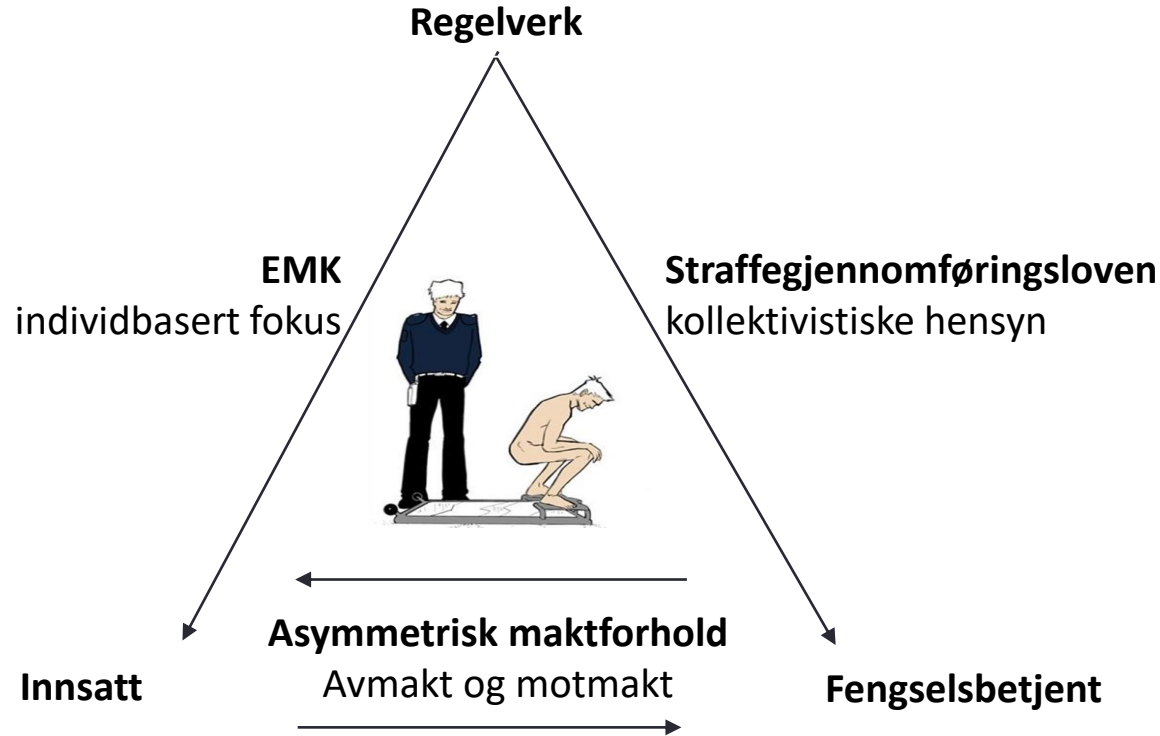 Regelverk
EMK
individbasert fokus
Straffegjennomføringsloven
kollektivistiske hensyn
Asymmetrisk maktforhold
Avmakt og motmakt
Innsatt
Fengselsbetjent